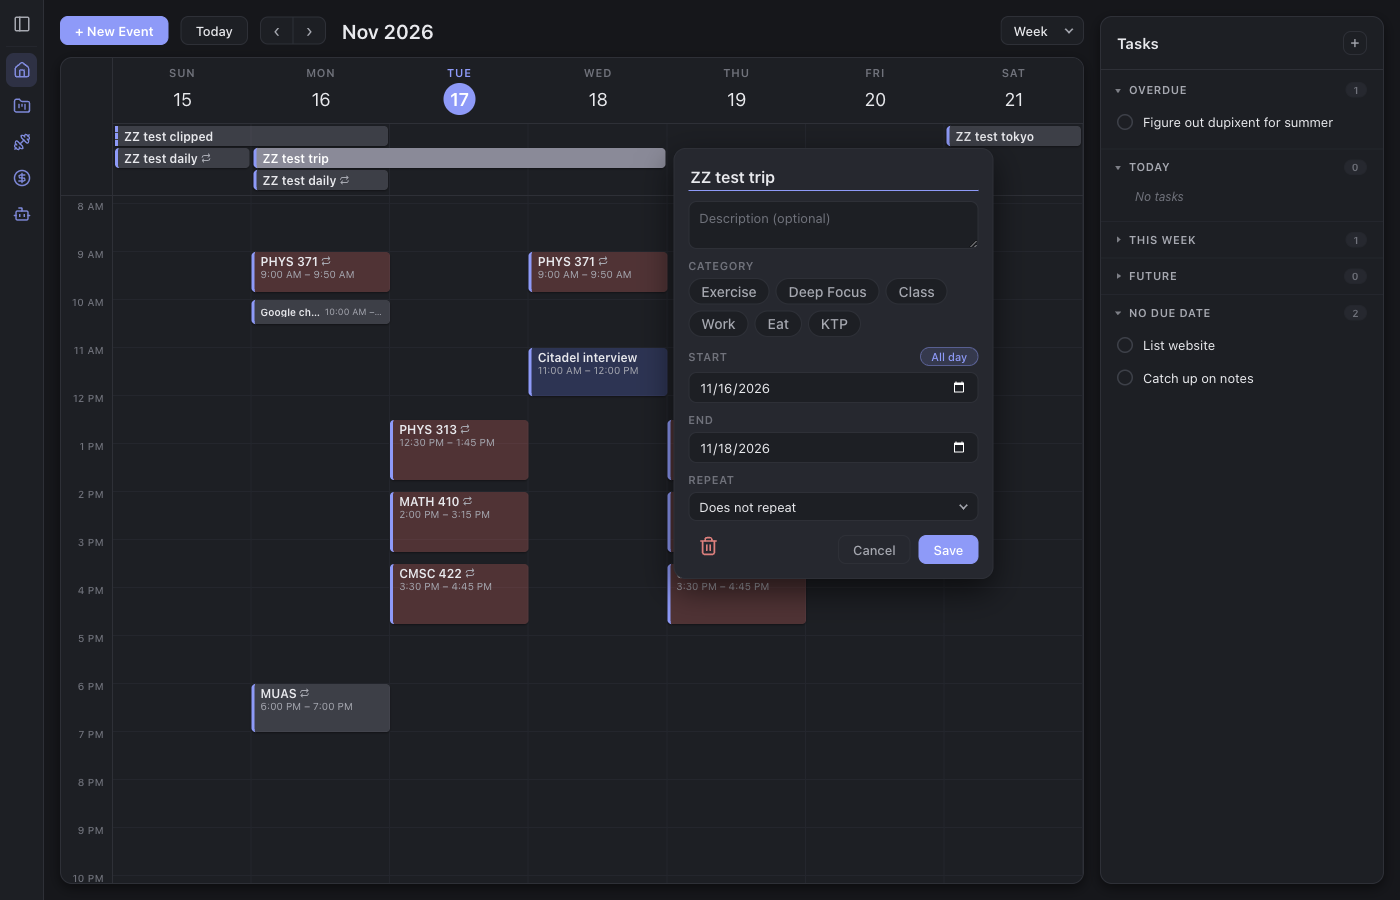 + New Event
Today
Nov 2026
Week
SUN
MON
TUE
WED
THU
FRI
SAT
15
16
17
18
19
20
21
ZZ test clipped
ZZ test tokyo
ZZ test daily
ZZ test trip
ZZ test daily
8 AM
9 AM
10 AM
11 AM
12 PM
1 PM
2 PM
3 PM
4 PM
5 PM
6 PM
7 PM
8 PM
9 PM
10 PM
PHYS 371
9:00 AM – 9:50 AM
Google ch... 10:00 AM –...
MUAS
6:00 PM – 7:00 PM
PHYS 313
12:30 PM – 1:45 PM
MATH 410
2:00 PM – 3:15 PM
CMSC 422
3:30 PM – 4:45 PM
PHYS 371
9:00 AM – 9:50 AM
Citadel interview
11:00 AM – 12:00 PM
3:30 PM – 4:45 PM
ZZ test trip
Description (optional)
CATEGORY
Exercise
Deep Focus
Class
Work
Eat
KTP
START
All day
11/16/2026
END
11/18/2026
REPEAT
Does not repeat
Cancel
Save
Tasks
+
OVERDUE 1
Figure out dupixent for summer
TODAY 0
No tasks
THIS WEEK 1
FUTURE 0
NO DUE DATE 2
List website
Catch up on notes